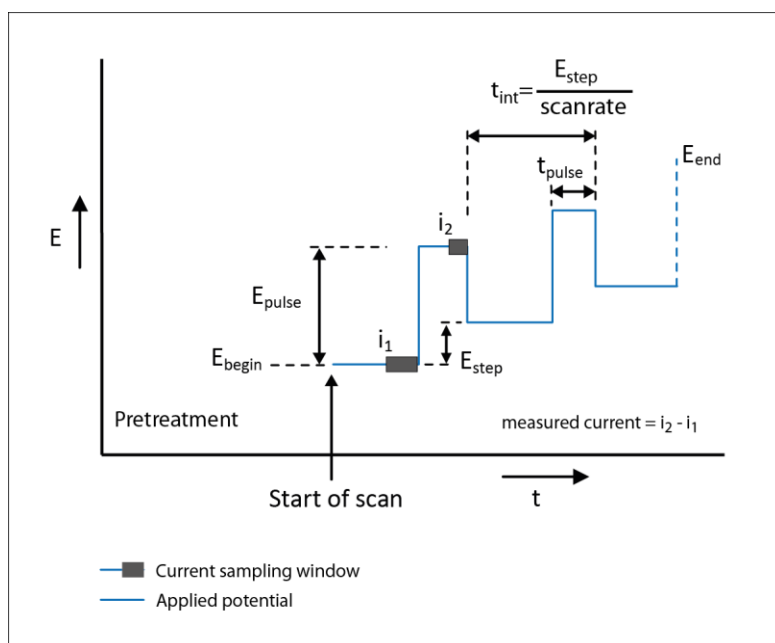 t_int= E_step
scanrate
t_pulse
E_end
E
i_2
E_pulse
i_1
E_begin
E_step
Pretreatment
measured current = i_2 - i_1
Start of scan
t
Current sampling window
Applied potential